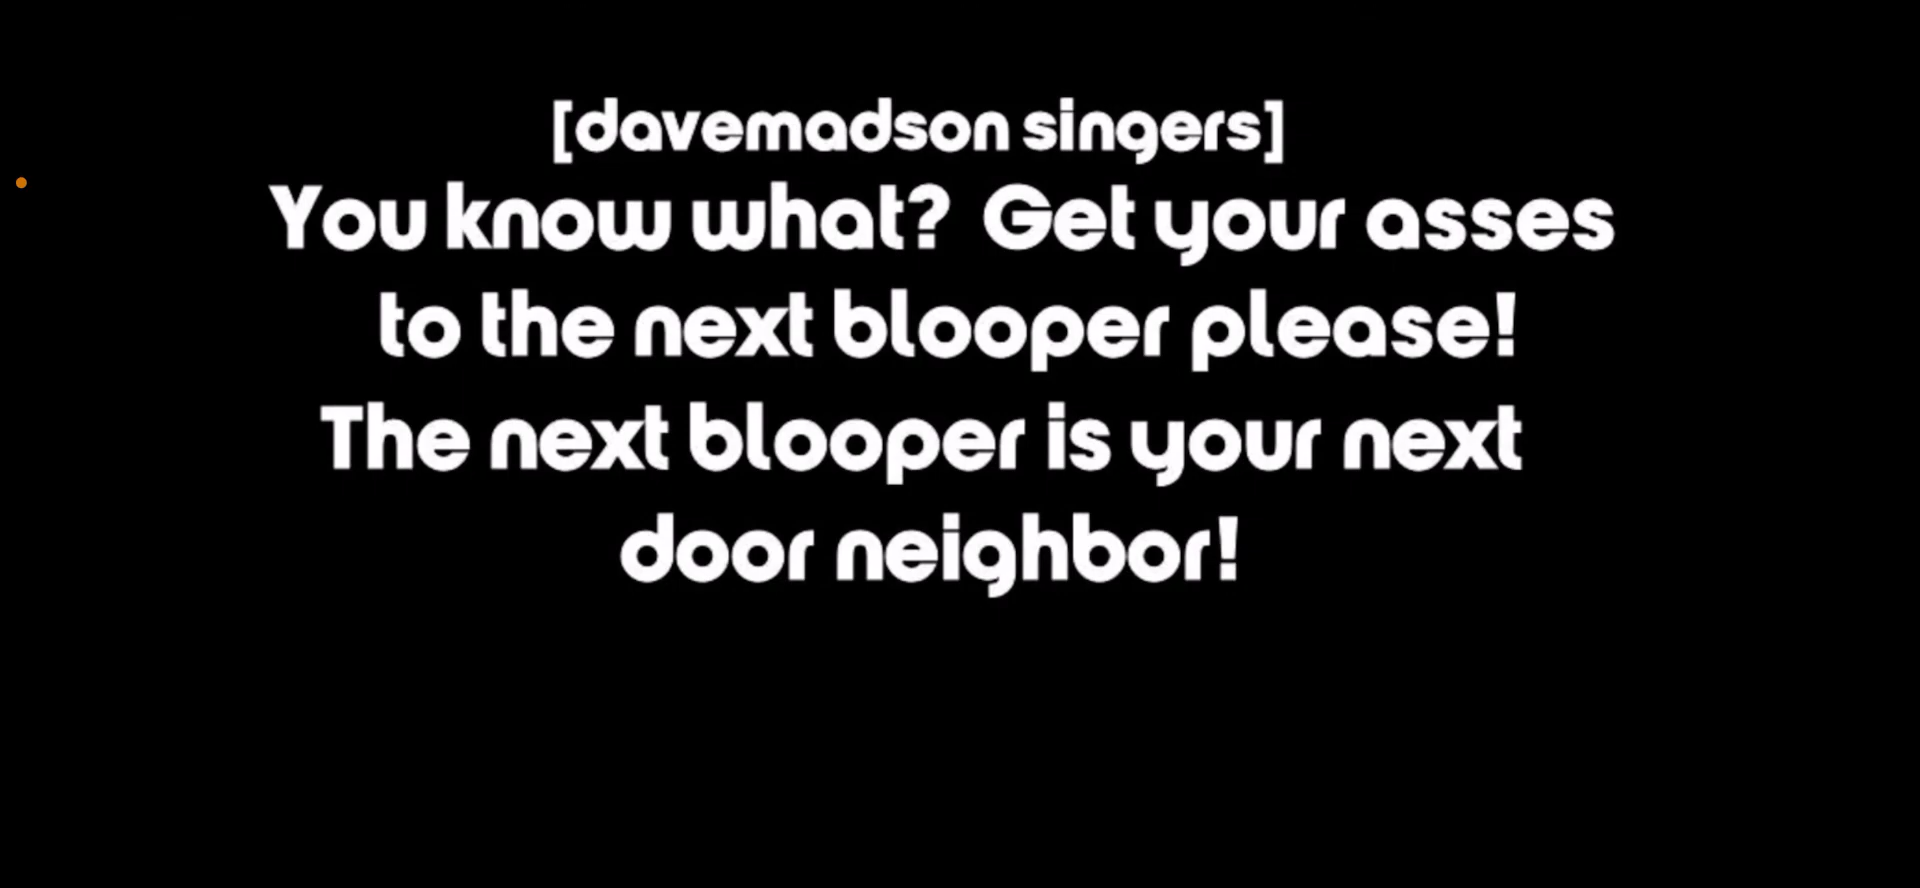 [davemadson singers]
You know what? Get your asses
to the next blooper please!
The next blooper is your next
door neighbor!